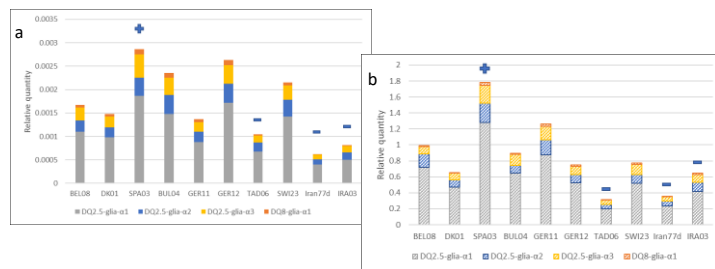 a
Relative quantity
0.0035
0.003
0.0025
0.002
0.0015
0.001
0.0005
0
BEL08 DK01 SPA03 BUL04 GER11 GER12 TAD06 SWI23 Iran77d IRA03
DQ2.5-glia-α1 DQ2.5-glia-α2 DQ2.5-glia-α3 DQ8-glia-α1
b
Relative quantity
2
1.8
1.6
1.4
1.2
1
0.8
0.6
0.4
0.2
0
BEL08 DK01 SPA03 BUL04 GER11 GER12 TAD06 SWI23 Iran77d IRA03
DQ2.5-glia-α1 DQ2.5-glia-α2 DQ2.5-glia-α3 DQ8-glia-α1